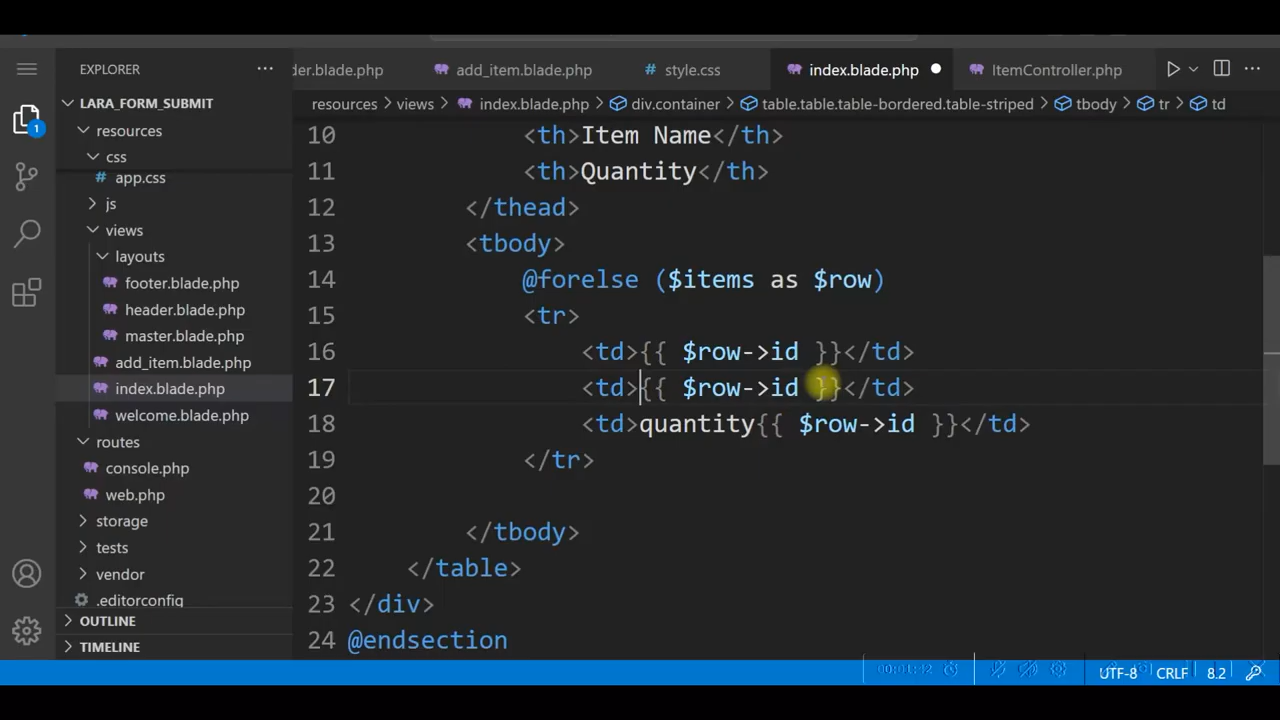 EXPLORER
der.blade.php
add_item.blade.php
# style.css
index.blade.php
ItemController.php
LARA_FORM_SUBMIT
resources > views > index.blade.php > div.container > table.table.table-bordered.table-striped > tbody > tr > td
resources
css
# app.css
js
views
layouts
footer.blade.php
header.blade.php
master.blade.php
add_item.blade.php
index.blade.php
welcome.blade.php
routes
console.php
web.php
storage
tests
vendor
.editorconfig
OUTLINE
TIMELINE
1
10 <th>Item Name</th>
11 <th>Quantity</th>
12 </thead>
13 <tbody>
14 @forelse ($items as $row)
15 <tr>
16 <td>{{ $row->id }}</td>
17 <td>{{ $row->id }}</td>
18 <td>quantity{{ $row->id }}</td>
19 </tr>
20
21 </tbody>
22 </table>
23 </div>
24 @endsection
UTF-8 CRLF 8.2